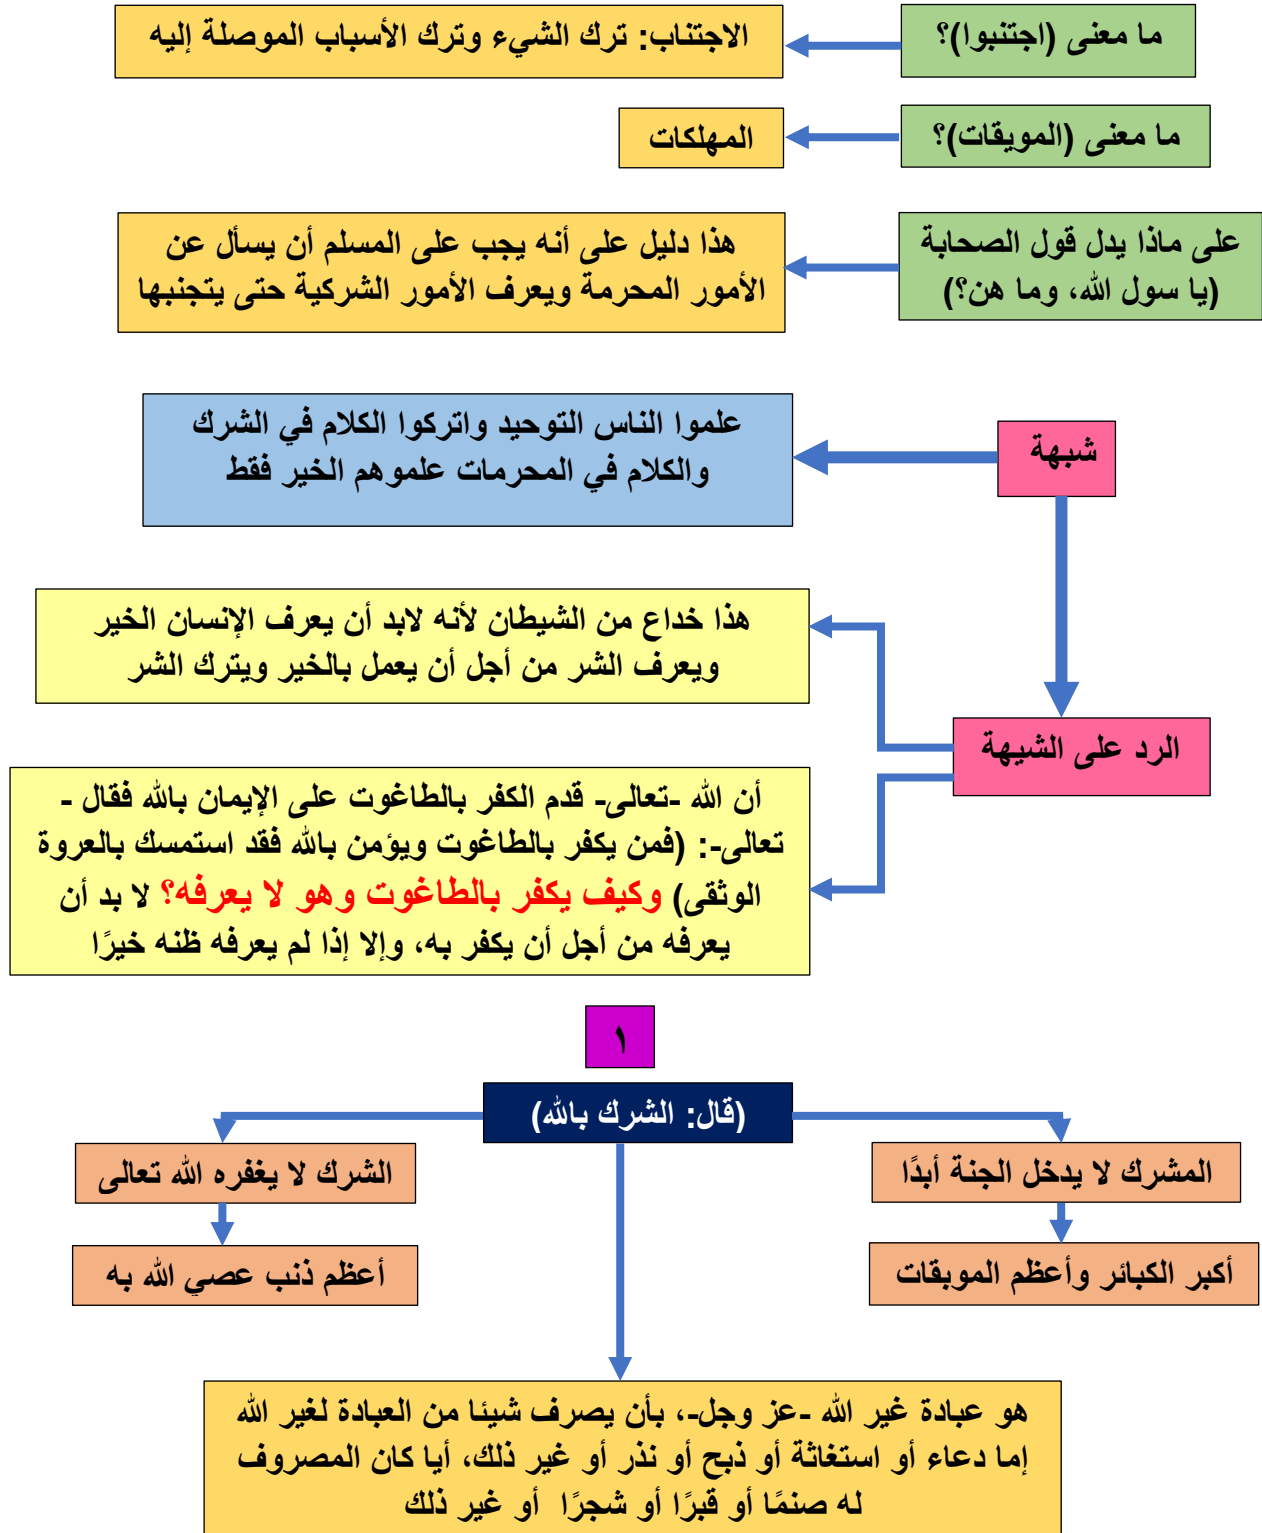 ما معنى (اجتنبوا)؟
الاجتناب: ترك الشيء وترك الأسباب الموصلة إليه
ما معنى (المويقات)؟
المهلكات
على ماذا يدل قول الصحابة
(يا سول الله، وما هن؟)
هذا دليل على أنه يجب على المسلم أن يسأل عن
الأمور المحرمة ويعرف الأمور الشركية حتى يتجنبها
شبهة
علموا الناس التوحيد واتركوا الكلام في الشرك
والكلام في المحرمات علموهم الخير فقط
الرد على الشيهة
هذا خداع من الشيطان لأنه لابد أن يعرف الإنسان الخير
ويعرف الشر من أجل أن يعمل بالخير ويترك الشر
أن الله -تعالى- قدم الكفر بالطاغوت على الإيمان بالله فقال -
تعالى-: (فمن يكفر بالطاغوت ويؤمن بالله فقد استمسك بالعروة
الوثقى) وكيف يكفر بالطاغوت وهو لا يعرفه؟ لا بد أن
يعرفه من أجل أن يكفر به، وإلا إذا لم يعرفه ظنه خيرًا
١
(قال: الشرك بالله)
المشرك لا يدخل الجنة أبدًا
الشرك لا يغفره الله تعالى
أكبر الكبائر وأعظم الموبقات
أعظم ذنب عصي الله به
هو عبادة غير الله -عز وجل-، بأن يصرف شيئا من العبادة لغير الله
إما دعاء أو استغاثة أو ذبح أو نذر أو غير ذلك، أيا كان المصروف
له صنمًا أو قبرًا أو شجرًا أو غير ذلك